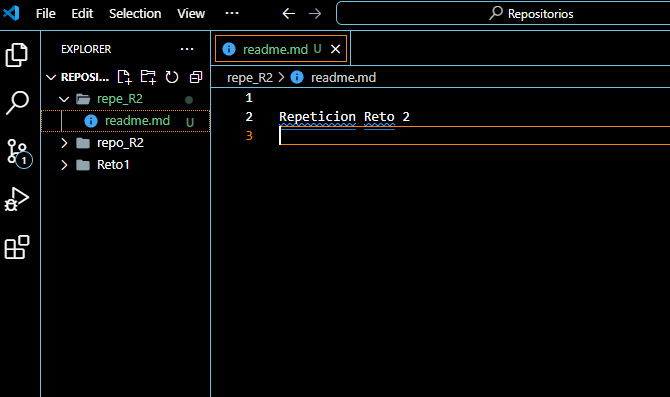 File Edit Selection View ··· ← → Repositorios
EXPLORER ···
readme.md U ×
REPOSI...
repe_R2 > readme.md
repe_R2
readme.md U
repo_R2
Reto1
1
2 Repeticion Reto 2
3
1